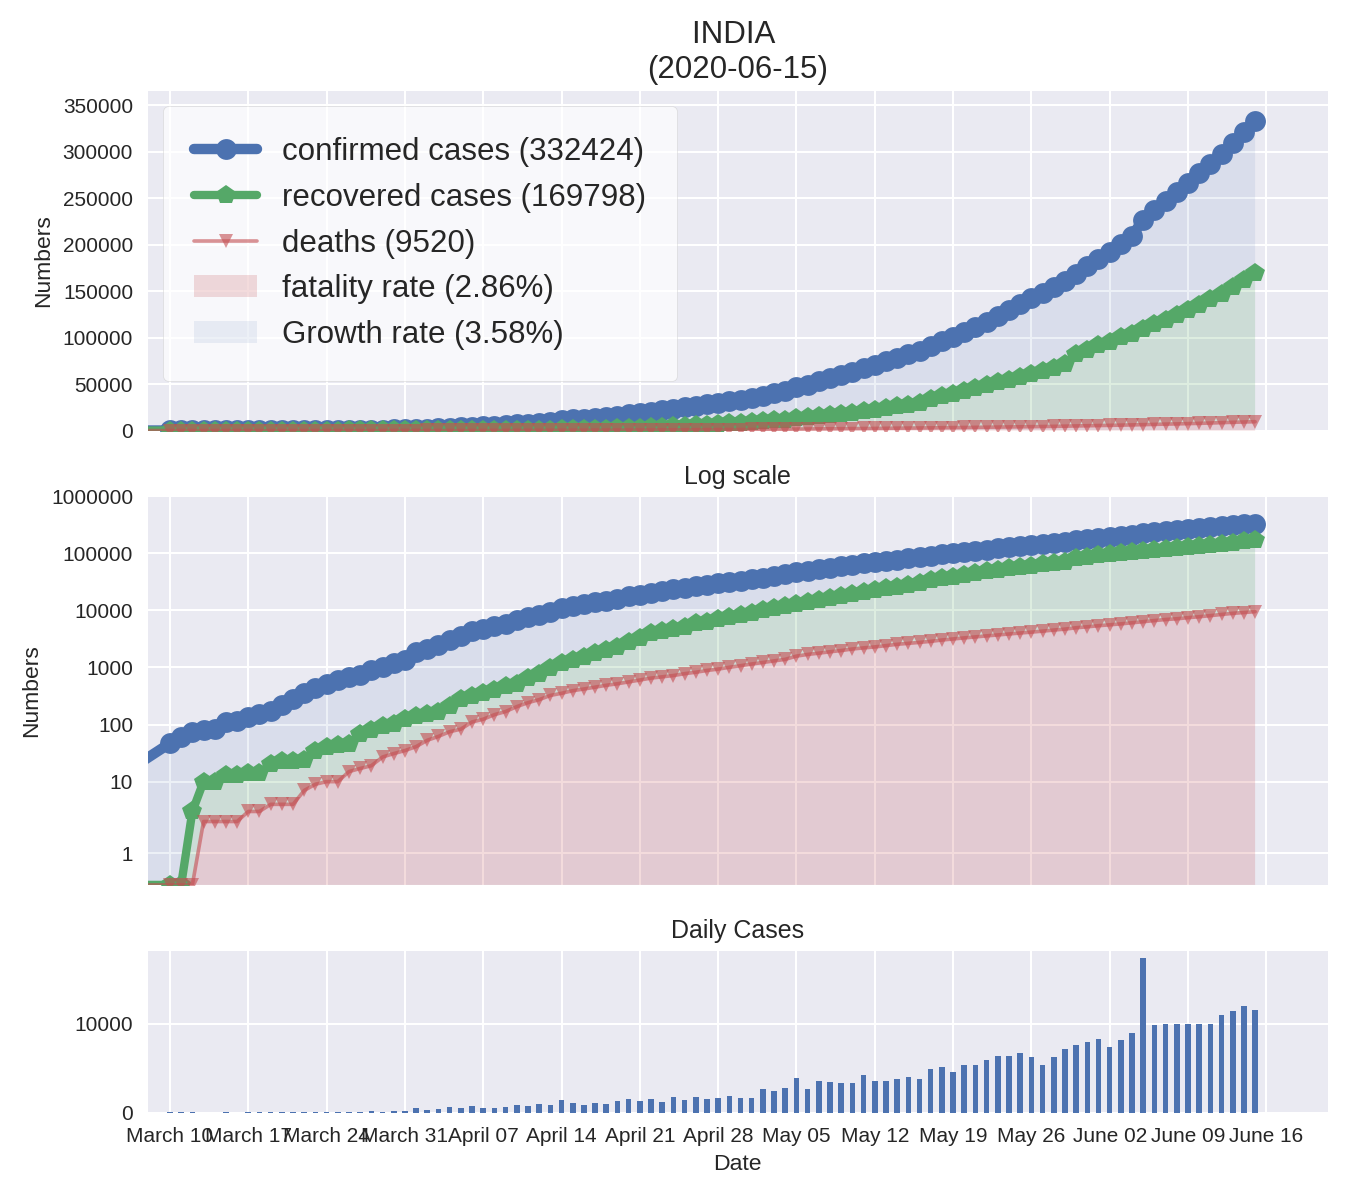 INDIA
(2020-06-15)
350000
300000
250000
200000
150000
100000
50000
0
Numbers
confirmed cases (332424)
recovered cases (169798)
deaths (9520)
fatality rate (2.86%)
Growth rate (3.58%)
Log scale
1000000
100000
10000
1000
100
10
1
Numbers
Daily Cases
10000
0
March 10 March 17 March 24 March 31 April 07 April 14 April 21 April 28 May 05 May 12 May 19 May 26 June 02 June 09 June 16
Date